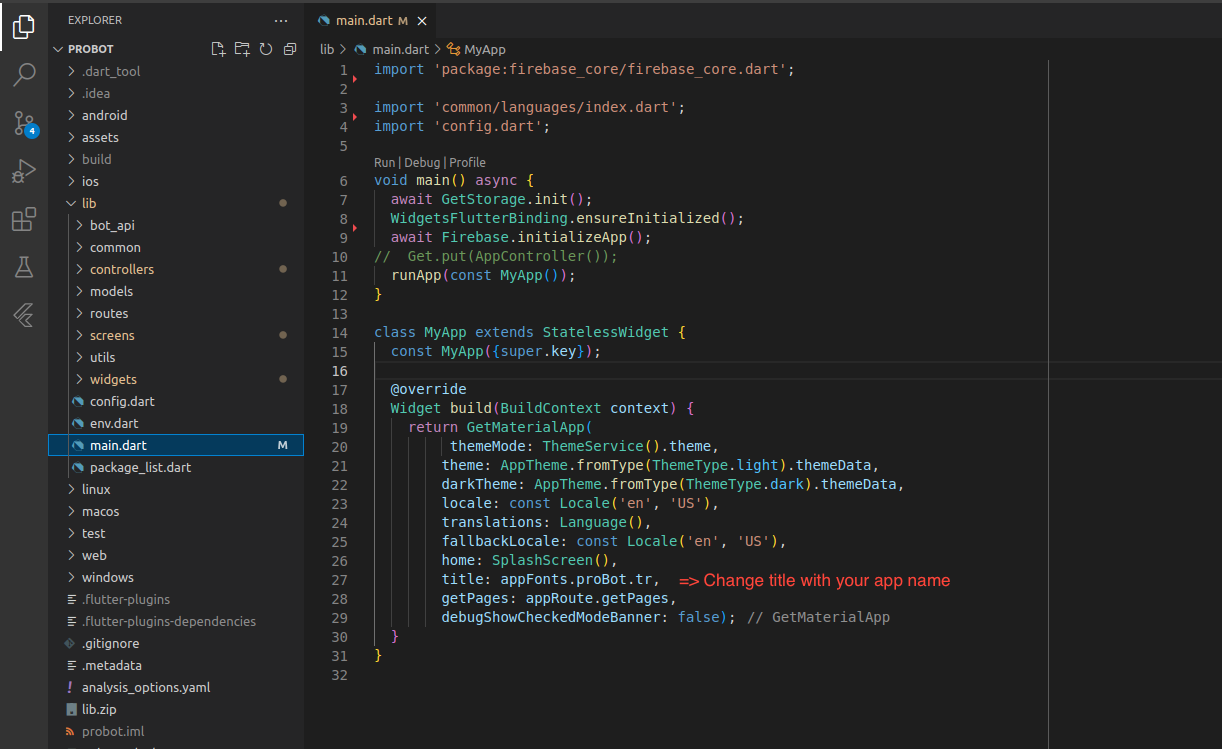 EXPLORER
...
PROBOT
.dart_tool
.idea
android
assets
build
ios
lib
bot_api
common
controllers
models
routes
screens
utils
widgets
config.dart
env.dart
main.dart M
package_list.dart
linux
macos
test
web
windows
.flutter-plugins
.flutter-plugins-dependencies
.gitignore
.metadata
analysis_options.yaml
lib.zip
probot.iml
4
main.dart M
lib > main.dart > MyApp
1 import 'package:firebase_core/firebase_core.dart';
2
3 import 'common/languages/index.dart';
4 import 'config.dart';
5
Run | Debug | Profile
6 void main() async {
7 await GetStorage.init();
8 WidgetsFlutterBinding.ensureInitialized();
9 await Firebase.initializeApp();
10 // Get.put(AppController());
11 runApp(const MyApp());
12 }
13
14 class MyApp extends StatelessWidget {
15 const MyApp({super.key});
16
17 @override
18 Widget build(BuildContext context) {
19 return GetMaterialApp(
20 themeMode: ThemeService().theme,
21 theme: AppTheme.fromType(ThemeType.light).themeData,
22 darkTheme: AppTheme.fromType(ThemeType.dark).themeData,
23 locale: const Locale('en', 'US'),
24 translations: Language(),
25 fallbackLocale: const Locale('en', 'US'),
26 home: SplashScreen(),
27 title: appFonts.proBot.tr, => Change title with your app name
28 getPages: appRoute.getPages,
29 debugShowCheckedModeBanner: false); // GetMaterialApp
30 }
31 }
32